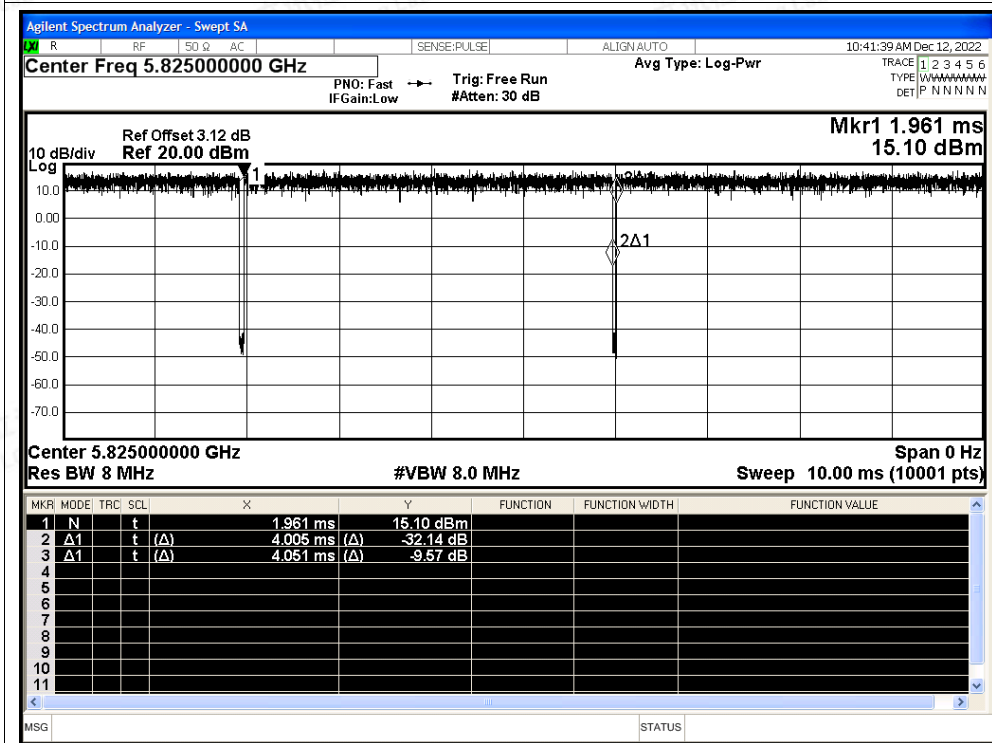 Agilent Spectrum Analyzer - Swept SA
LXI R RF 50 Ω AC SENSE:PULSE ALIGN AUTO 10:41:39 AM Dec 12, 2022
Center Freq 5.825000000 GHz
PNO: Fast
IFGain:Low
Trig: Free Run
#Atten: 30 dB
Avg Type: Log-Pwr
TRACE 1 2 3 4 5 6
TYPE W
DET P N N N N N
Mkr1 1.961 ms
15.10 dBm
Ref Offset 3.12 dB
10 dB/div Ref 20.00 dBm
Log
1
10.0
0.00
2Δ1
-10.0
-20.0
-30.0
-40.0
-50.0
-60.0
-70.0
Center 5.825000000 GHz Span 0 Hz
Res BW 8 MHz #VBW 8.0 MHz Sweep 10.00 ms (10001 pts)
MKR MODE TRC SCL X Y FUNCTION FUNCTION WIDTH FUNCTION VALUE
1 N t 1.961 ms 15.10 dBm
2 Δ1 t (Δ) 4.005 ms (Δ) -32.14 dB
3 Δ1 t (Δ) 4.051 ms (Δ) -9.57 dB
4
5
6
7
8
9
10
11
MSG STATUS